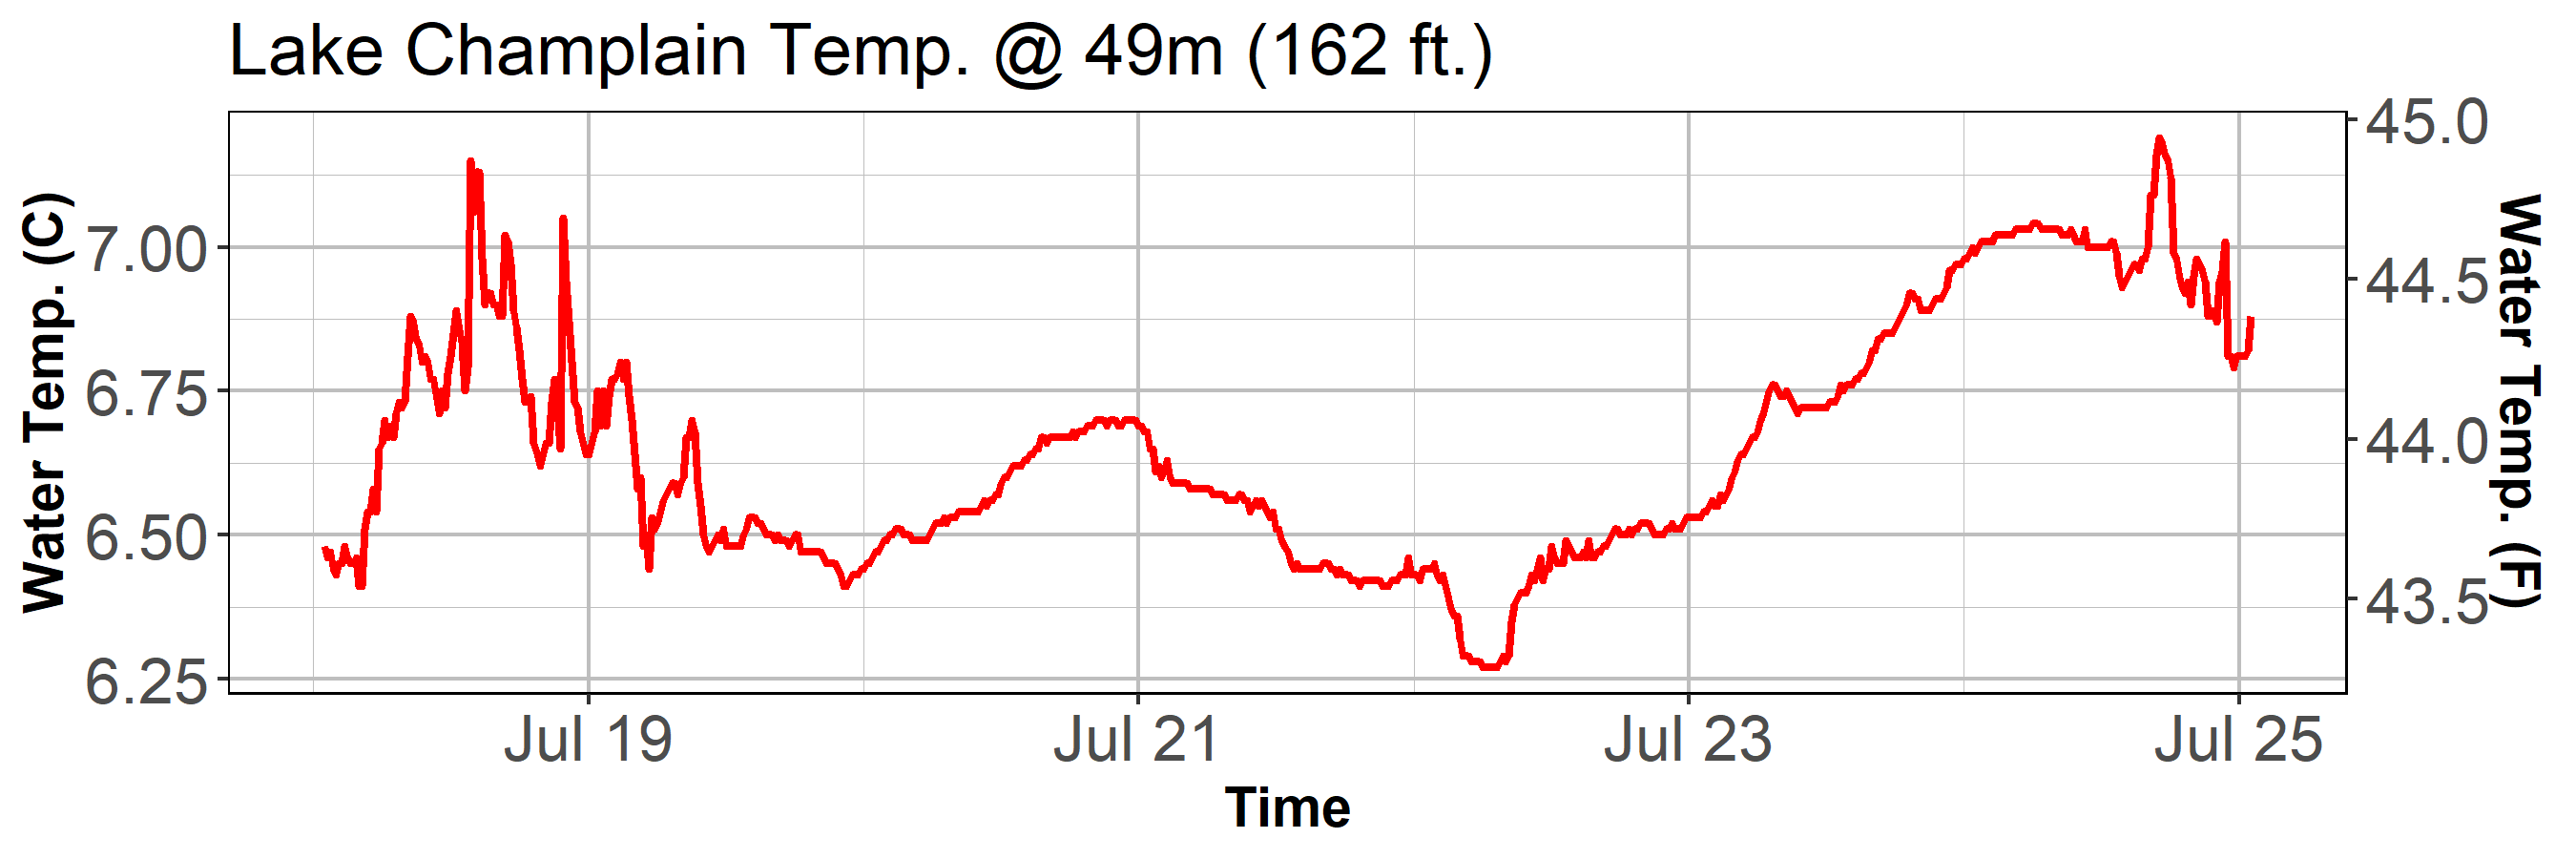 Lake Champlain Temp. @ 49m (162 ft.)
Water Temp. (C)
7.00
6.75
6.50
6.25
45.0
44.5
44.0
43.5
Water Temp. (F)
Jul 19 Jul 21 Jul 23 Jul 25
Time